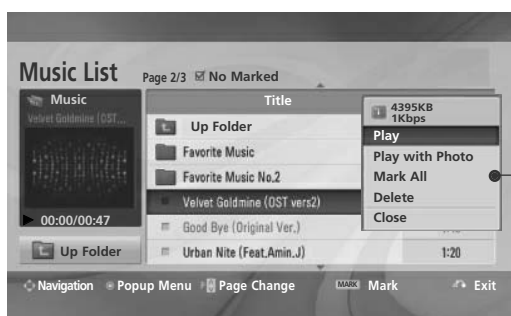 Music List Page 2/3 No Marked
Music
Velvet Goldmine (OST...
00:00/00:47
Up Folder
Title
Up Folder
Favorite Music
Favorite Music No.2
Velvet Goldmine (OST vers2)
Good Bye (Original Ver.)
Urban Nite (Feat.Amin.J) 1:20
4395KB
1Kbps
Play
Play with Photo
Mark All
Delete
Close
Navigation Popup Menu Page Change MARK Mark Exit